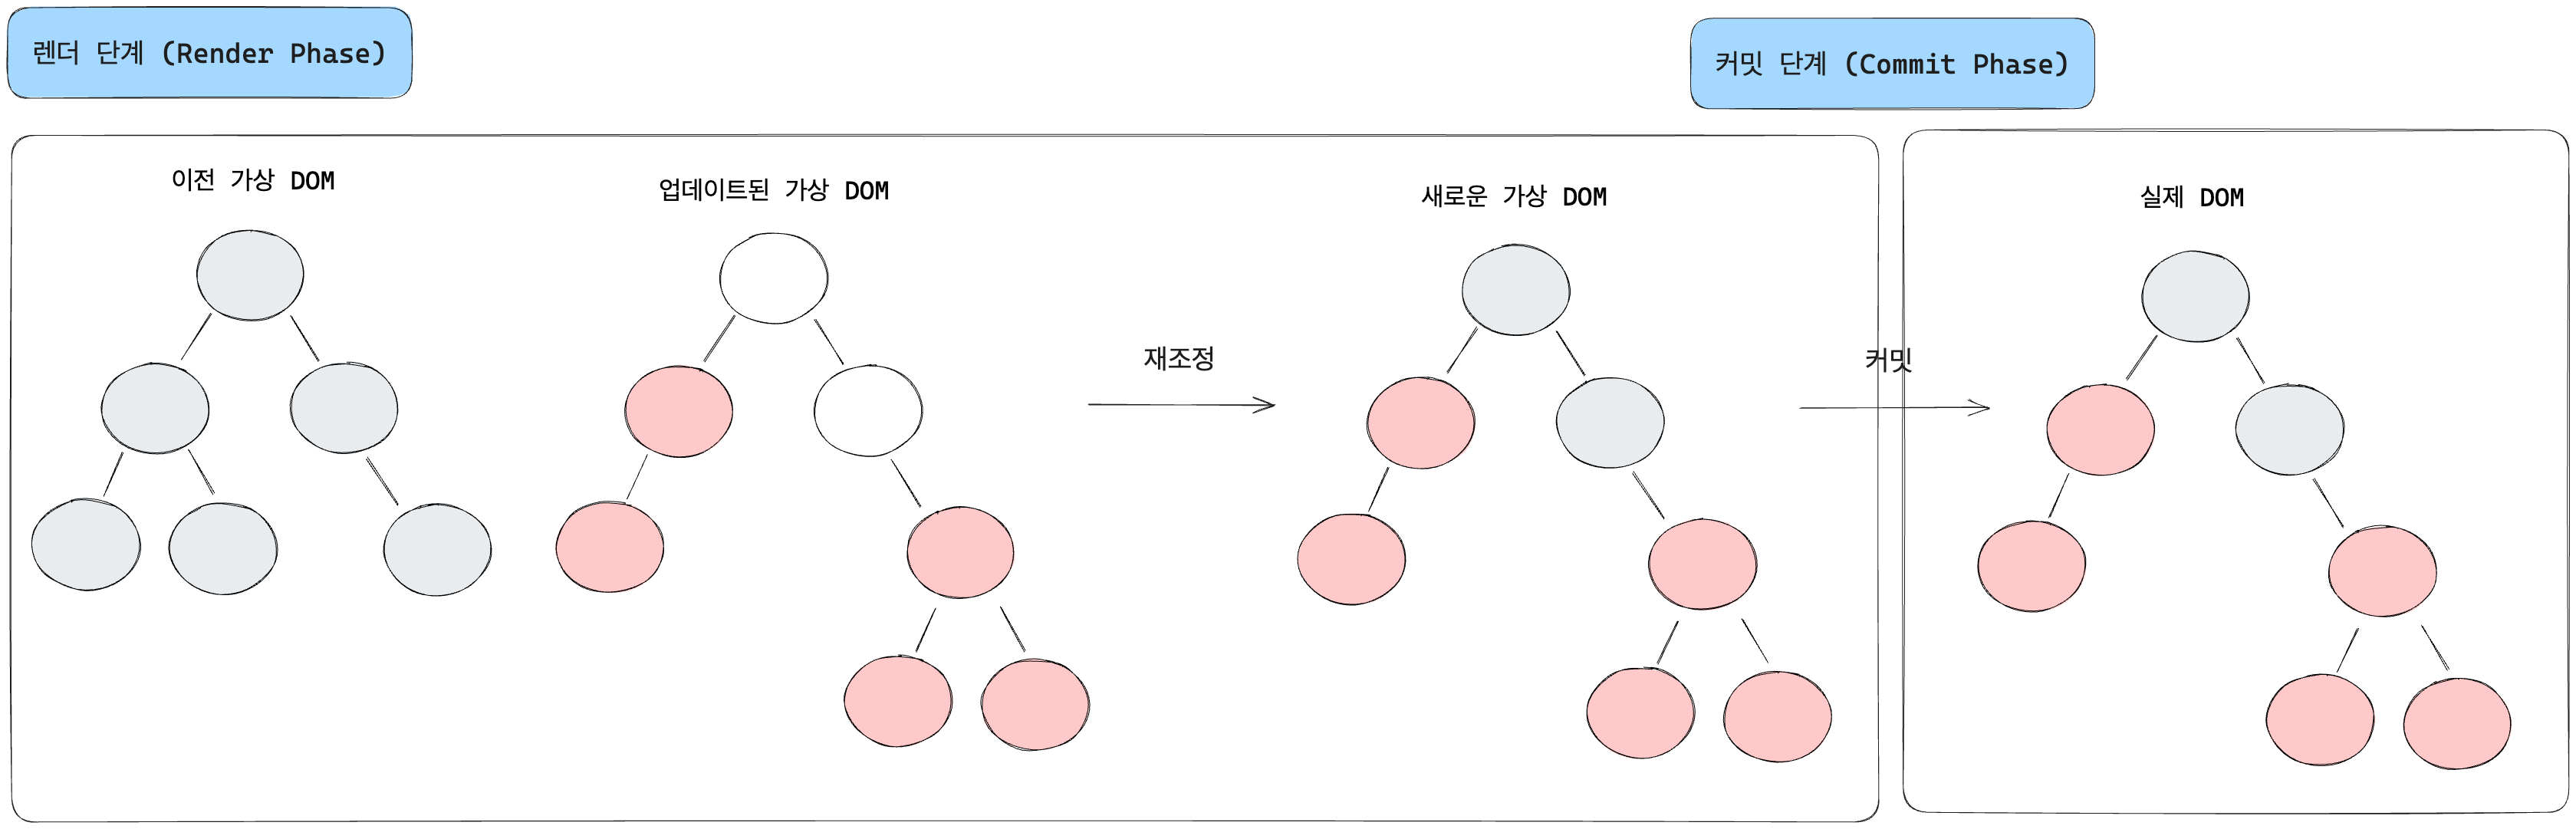 렌더 단계 (Render Phase)
커밋 단계 (Commit Phase)
이전 가상 DOM
업데이트된 가상 DOM
새로운 가상 DOM
실제 DOM
재조정
커밋